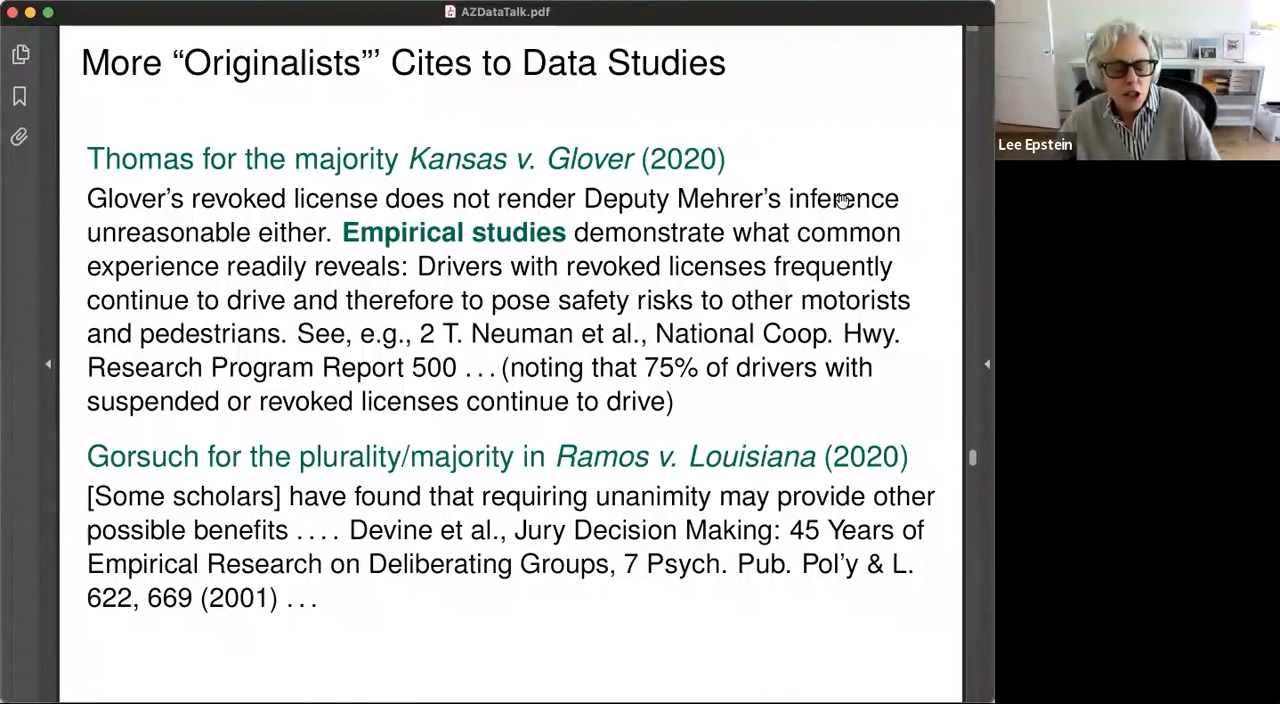 AZDataTalk.pdf
More “Originalists”’ Cites to Data Studies
Thomas for the majority Kansas v. Glover (2020)
Glover’s revoked license does not render Deputy Mehrer’s inference
unreasonable either. Empirical studies demonstrate what common
experience readily reveals: Drivers with revoked licenses frequently
continue to drive and therefore to pose safety risks to other motorists
and pedestrians. See, e.g., 2 T. Neuman et al., National Coop. Hwy.
Research Program Report 500 . . . (noting that 75% of drivers with
suspended or revoked licenses continue to drive)
Gorsuch for the plurality/majority in Ramos v. Louisiana (2020)
[Some scholars] have found that requiring unanimity may provide other
possible benefits . . . . Devine et al., Jury Decision Making: 45 Years of
Empirical Research on Deliberating Groups, 7 Psych. Pub. Pol’y & L.
622, 669 (2001) . . .
Lee Epstein